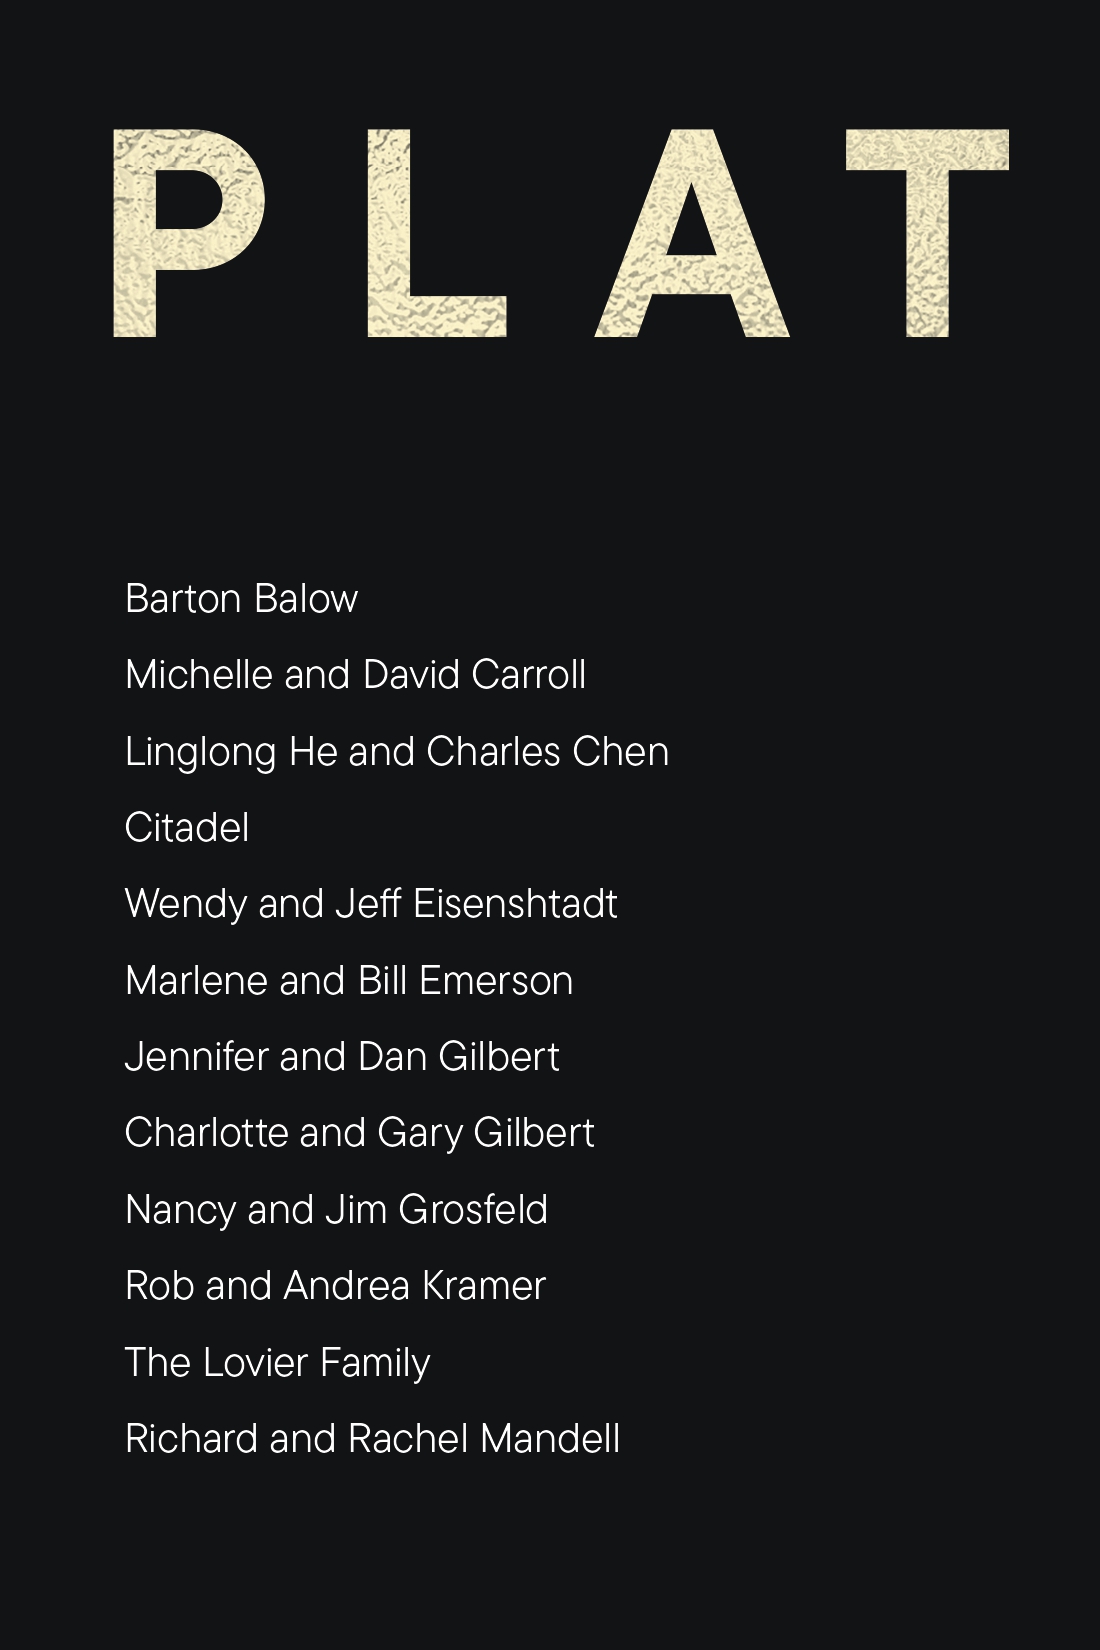 PLAT
Barton Balow
Michelle and David Carroll
Linglong He and Charles Chen
Citadel
Wendy and Jeff Eisenshtadt
Marlene and Bill Emerson
Jennifer and Dan Gilbert
Charlotte and Gary Gilbert
Nancy and Jim Grosfeld
Rob and Andrea Kramer
The Lovier Family
Richard and Rachel Mandell